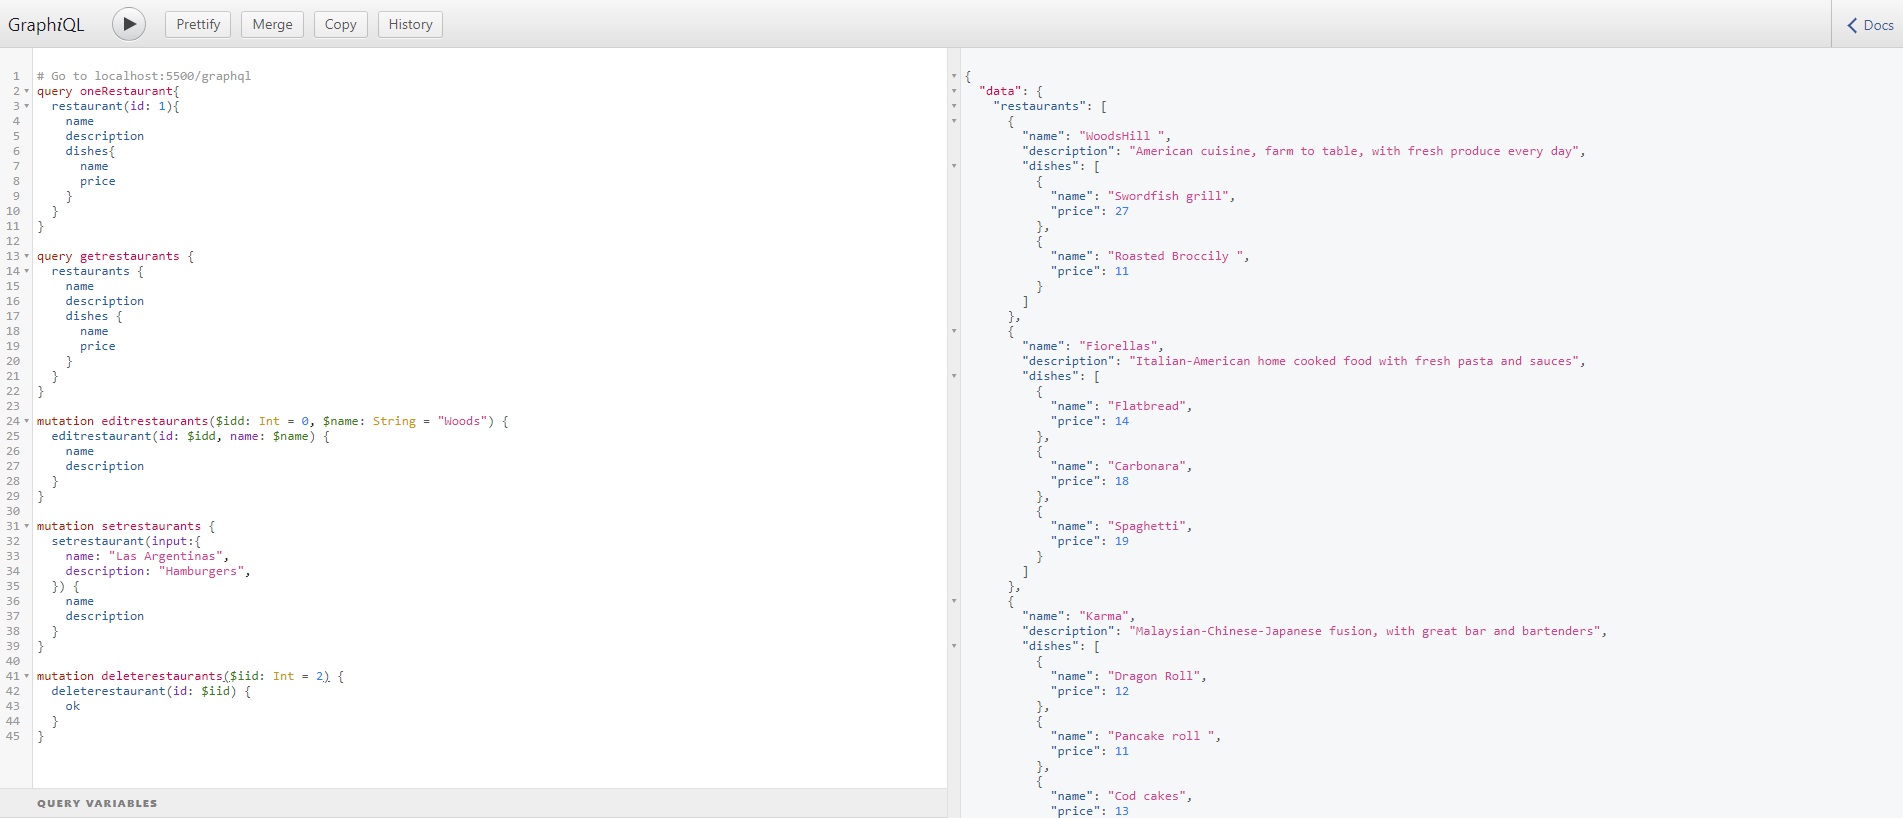 GraphiQL Prettify Merge Copy History Docs
1 # Go to localhost:5500/graphql
2 query oneRestaurant{
3 restaurant(id: 1){
4 name
5 description
6 dishes{
7 name
8 price
9 }
10 }
11 }
12
13 query getrestaurants {
14 restaurants {
15 name
16 description
17 dishes {
18 name
19 price
20 }
21 }
22 }
23
24 mutation editrestaurants($idd: Int = 0, $name: String = "Woods") {
25 editrestaurant(id: $idd, name: $name) {
26 name
27 description
28 }
29 }
30
31 mutation setrestaurants {
32 setrestaurant(input:{
33 name: "Las Argentinas",
34 description: "Hamburgers",
35 }) {
36 name
37 description
38 }
39 }
40
41 mutation deleterestaurants($iid: Int = 2) {
42 deleterestaurant(id: $iid) {
43 ok
44 }
45 }
QUERY VARIABLES
{
"data": {
"restaurants": [
{
"name": "WoodsHill ",
"description": "American cuisine, farm to table, with fresh produce every day",
"dishes": [
{
"name": "Swordfish grill",
"price": 27
},
{
"name": "Roasted Broccily ",
"price": 11
}
]
},
{
"name": "Fiorellas",
"description": "Italian-American home cooked food with fresh pasta and sauces",
"dishes": [
{
"name": "Flatbread",
"price": 14
},
{
"name": "Carbonara",
"price": 18
},
{
"name": "Spaghetti",
"price": 19
}
]
},
{
"name": "Karma",
"description": "Malaysian-Chinese-Japanese fusion, with great bar and bartenders",
"dishes": [
{
"name": "Dragon Roll",
"price": 12
},
{
"name": "Pancake roll ",
"price": 11
},
{
"name": "Cod cakes",
"price": 13